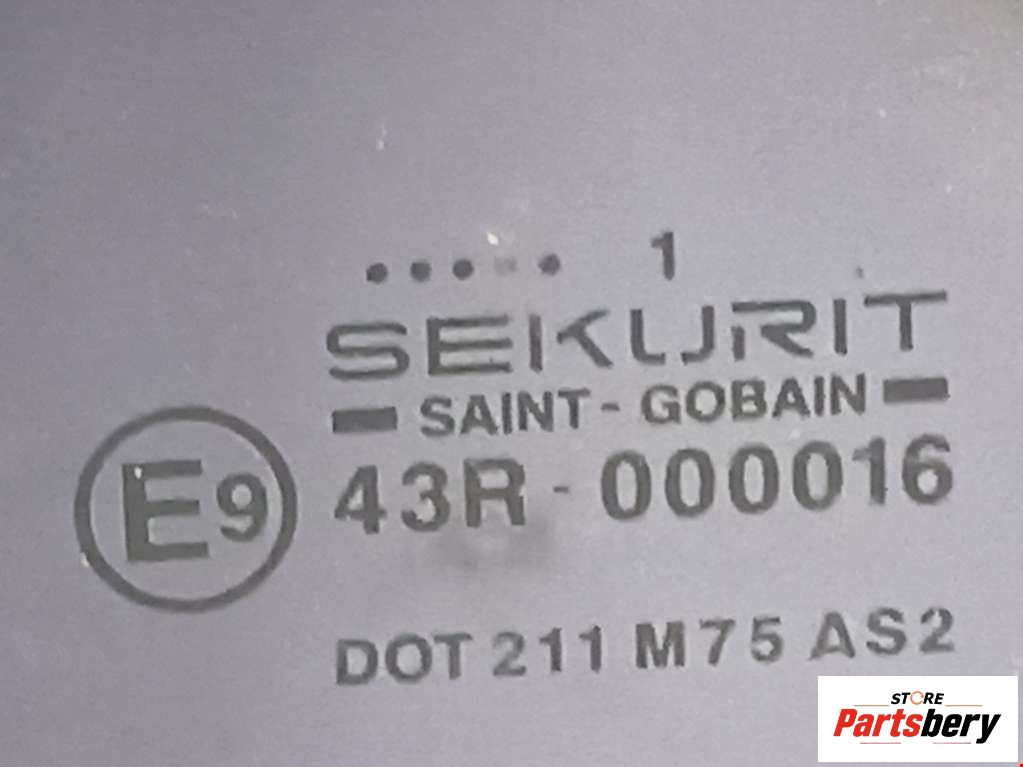 ..... 1
SEKURIT
SAINT-GOBAIN
E9
43R-000016
DOT 211 M75 AS2
STORE
Partsbery